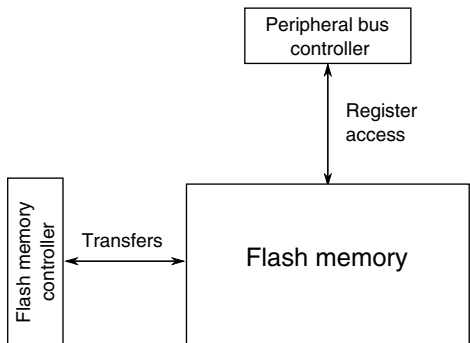 Peripheral bus
controller
Register
access
Flash memory
controller
Transfers
Flash memory